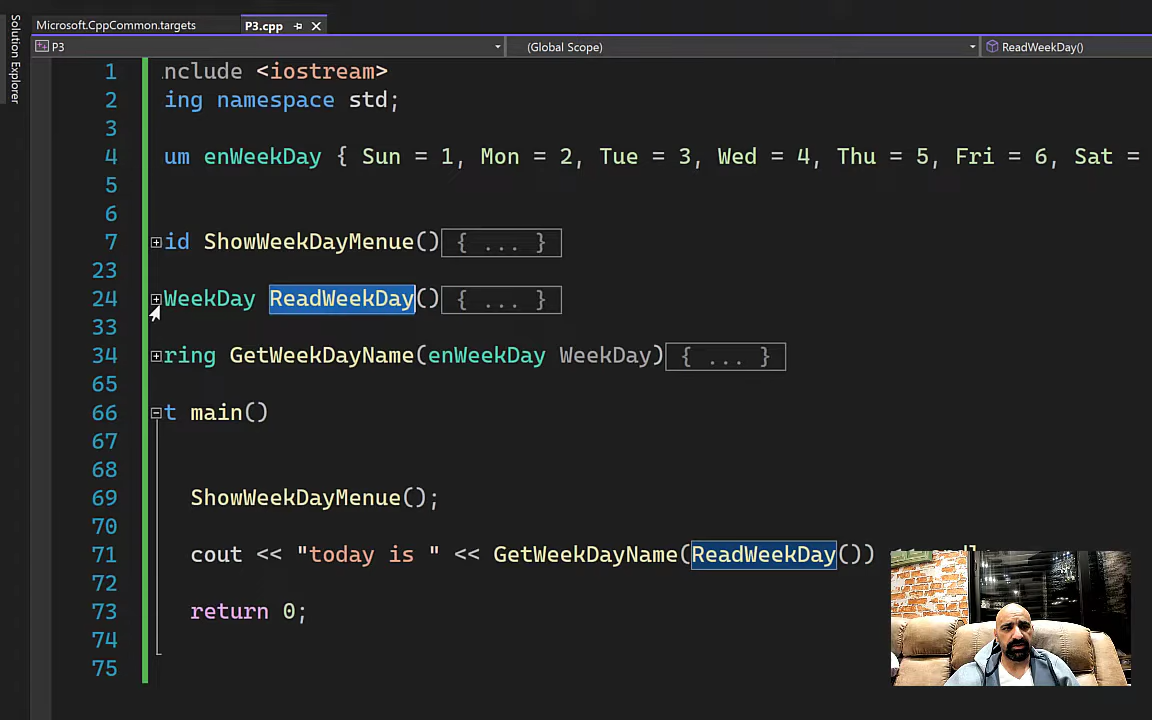 Solution Explorer
Microsoft.CppCommon.targets P3.cpp
P3 (Global Scope) ReadWeekDay()
1 nclude <iostream>
2 ing namespace std;
3
4 um enWeekDay { Sun = 1, Mon = 2, Tue = 3, Wed = 4, Thu = 5, Fri = 6, Sat =
5
6
7 id ShowWeekDayMenue() { ... }
23
24 WeekDay ReadWeekDay() { ... }
33
34 ring GetWeekDayName(enWeekDay WeekDay) { ... }
65
66 t main()
67
68
69 ShowWeekDayMenue();
70
71 cout << "today is " << GetWeekDayName(ReadWeekDay())
72
73 return 0;
74
75